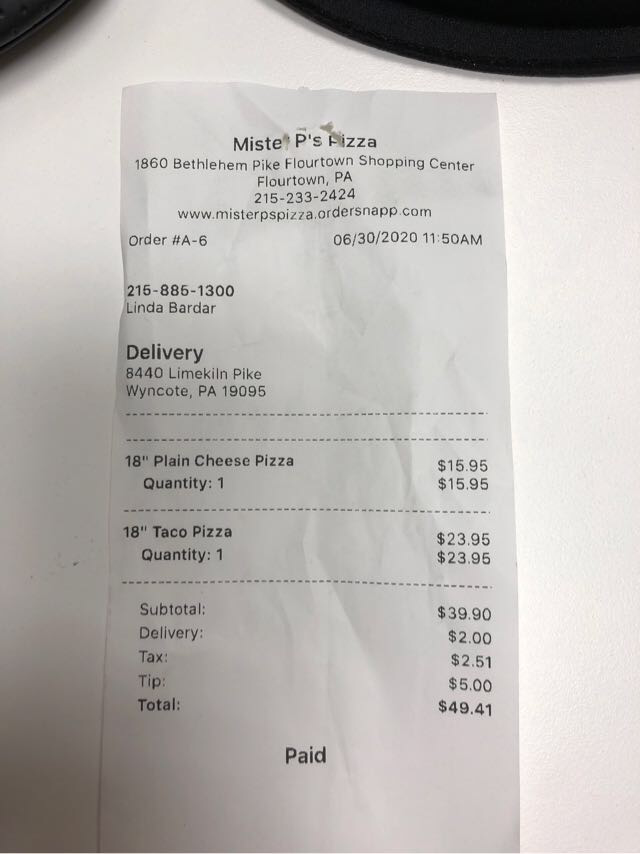 Mister P's Pizza
1860 Bethlehem Pike Flourtown Shopping Center
Flourtown, PA
215-233-2424
www.misterpspizza.ordersnapp.com
Order #A-6 06/30/2020 11:50AM
215-885-1300
Linda Bardar
Delivery
8440 Limekiln Pike
Wyncote, PA 19095
18" Plain Cheese Pizza $15.95
Quantity: 1 $15.95
18" Taco Pizza $23.95
Quantity: 1 $23.95
Subtotal: $39.90
Delivery: $2.00
Tax: $2.51
Tip: $5.00
Total: $49.41
Paid